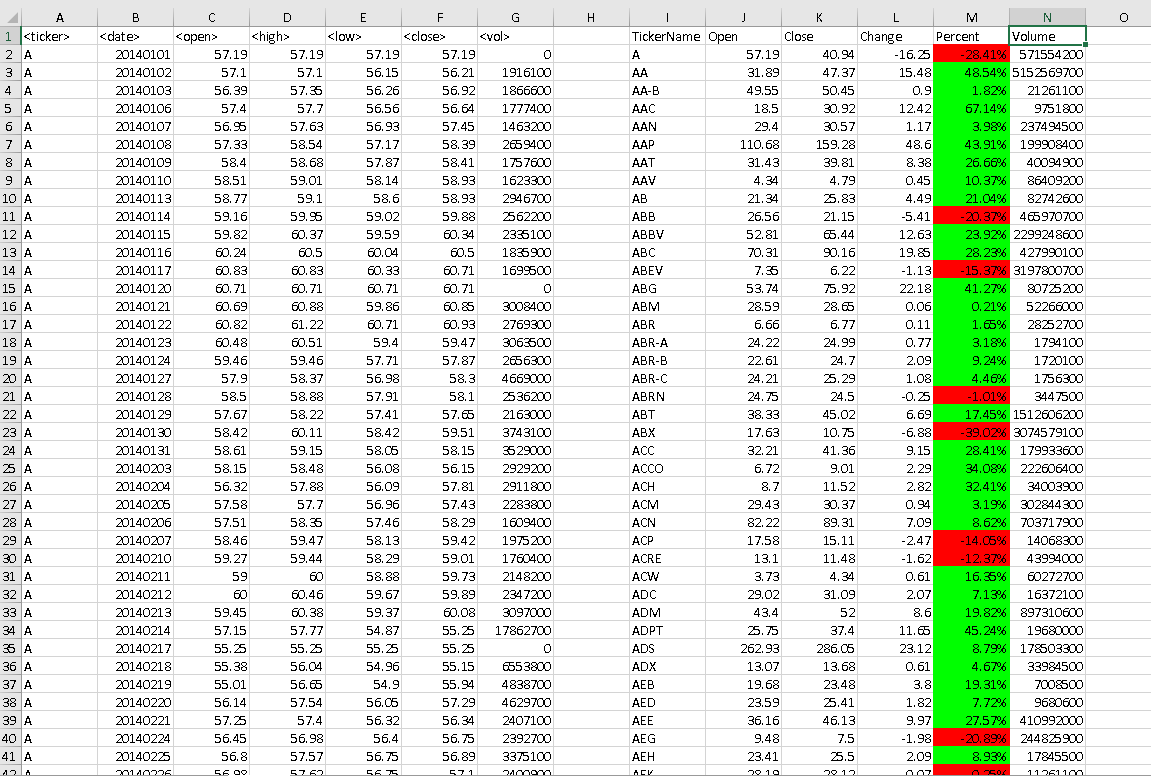 A B C D E F G H I J K L M N O
1 <ticker> <date> <open> <high> <low> <close> <vol> TickerName Open Close Change Percent Volume
2 A 20140101 57.19 57.19 57.19 57.19 0 A 57.19 40.94 -16.25 -28.41% 571554200
3 A 20140102 57.1 57.1 56.15 56.21 1916100 AA 31.89 47.37 15.48 48.54% 5152569700
4 A 20140103 56.39 57.35 56.26 56.92 1866600 AA-B 49.55 50.45 0.9 1.82% 21261100
5 A 20140106 57.4 57.7 56.56 56.64 1777400 AAC 18.5 30.92 12.42 67.14% 9751800
6 A 20140107 56.95 57.63 56.93 57.45 1463200 AAN 29.4 30.57 1.17 3.98% 237494500
7 A 20140108 57.33 58.54 57.17 58.39 2659400 AAP 110.68 159.28 48.6 43.91% 199908400
8 A 20140109 58.4 58.68 57.87 58.41 1757600 AAT 31.43 39.81 8.38 26.66% 40094900
9 A 20140110 58.51 59.01 58.14 58.93 1623300 AAV 4.34 4.79 0.45 10.37% 86409200
10 A 20140113 58.77 59.1 58.6 58.93 2946700 AB 21.34 25.83 4.49 21.04% 82742600
11 A 20140114 59.16 59.95 59.02 59.88 2562200 ABB 26.56 21.15 -5.41 -20.37% 465970700
12 A 20140115 59.82 60.37 59.59 60.34 2335100 ABBV 52.81 65.44 12.63 23.92% 2299248600
13 A 20140116 66.24 60.5 60.04 60.5 1835900 ABC 70.31 90.16 19.85 28.23% 427990100
14 A 20140117 60.83 60.83 60.33 60.71 1699500 ABEV 7.35 6.22 -1.13 -15.37% 3197800700
15 A 20140120 60.71 60.71 60.71 60.71 ABG 53.74 75.92 22.18 41.27% 80725200
16 A 20140121 60.69 60.88 59.86 60.85 3008400 ABM 28.59 28.65 0.06 0.21% 52266000
17 A 20140122 60.82 61.22 60.71 60.93 2769300 ABR 6.66 6.77 0.11 1.65% 28252700
18 A 20140123 60.48 60.51 59.4 59.47 3063500 ABR-A 24.22 24.99 0.77 3.18% 1794100
19 A 20140124 59.46 59.46 57.71 57.87 2656300 ABR-B 22.61 24.7 2.09 9.24% 1720100
20 A 20140127 57.9 58.37 56.98 58.3 4669000 ABR-C 24.21 25.29 1.08 4.46% 1756300
21 A 20140128 58.5 58.88 57.91 58.1 2536200 ABRN 24.75 24.5 -0.25 -1.01% 3447500
22 A 20140129 57.67 58.22 57.41 57.65 2163000 ABT 38.33 45.02 6.69 17.45% 1512606200
23 A 20140130 58.42 60.11 58.42 59.51 3743100 ABX 17.63 10.75 -6.88 -39.02% 3074579100
24 A 20140131 58.61 59.15 58.05 58.15 3529000 ACC 32.21 41.36 9.15 28.41% 179933600
25 A 20140203 58.15 58.48 56.08 56.15 2929200 ACCO 6.72 9.01 2.29 34.08% 222606400
26 A 20140204 56.32 57.88 56.09 57.81 2911800 ACH 8.7 11.52 2.82 32.41% 34003900
27 A 20140205 57.58 57.7 56.96 57.43 2283800 ACM 29.43 30.37 0.94 3.19% 302844300
28 A 20140206 57.51 58.35 57.46 58.29 1609400 ACN 82.22 89.31 7.09 8.62% 703717900
29 A 20140207 58.46 59.47 58.13 59.42 1975200 ACP 17.58 15.11 -2.47 -14.05% 14068300
30 A 20140210 59.27 59.44 58.29 59.01 1760400 ACRE 13.1 11.48 -1.62 -12.37% 43994000
31 A 20140211 59 60 58.88 59.73 2148200 ACW 3.73 4.34 0.61 16.35% 60272700
32 A 20140212 60 60.46 59.67 59.89 2347200 ADC 29.02 31.09 2.07 7.13% 16372100
33 A 20140213 59.45 60.38 59.37 60.08 3097000 ADM 43.4 52 8.6 19.82% 897310600
34 A 20140214 57.15 57.77 54.87 55.25 17862700 ADPT 25.75 37.4 11.65 45.24% 19680000
35 A 20140217 55.25 55.25 55.25 55.25 0 ADS 262.93 286.05 23.12 8.79% 178503300
36 A 20140218 55.38 56.04 54.96 55.15 6553800 ADX 13.07 13.68 0.61 4.67% 33984500
37 A 20140219 55.01 56.65 54.9 55.94 4838700 AEB 19.68 23.48 3.8 19.31% 7008500
38 A 20140220 56.14 57.54 56.05 57.29 4629700 AED 23.59 25.41 1.82 7.72% 9680600
39 A 20140221 57.25 57.4 56.32 56.34 2407100 AEE 36.16 46.13 9.97 27.57% 410992000
40 A 20140224 56.45 56.98 56.4 56.75 2392700 AEG 9.48 7.5 -1.98 -20.89% 244825900
41 A 20140225 56.8 57.57 56.75 56.89 3375100 AEH 23.41 25.5 2.09 8.93% 17845500